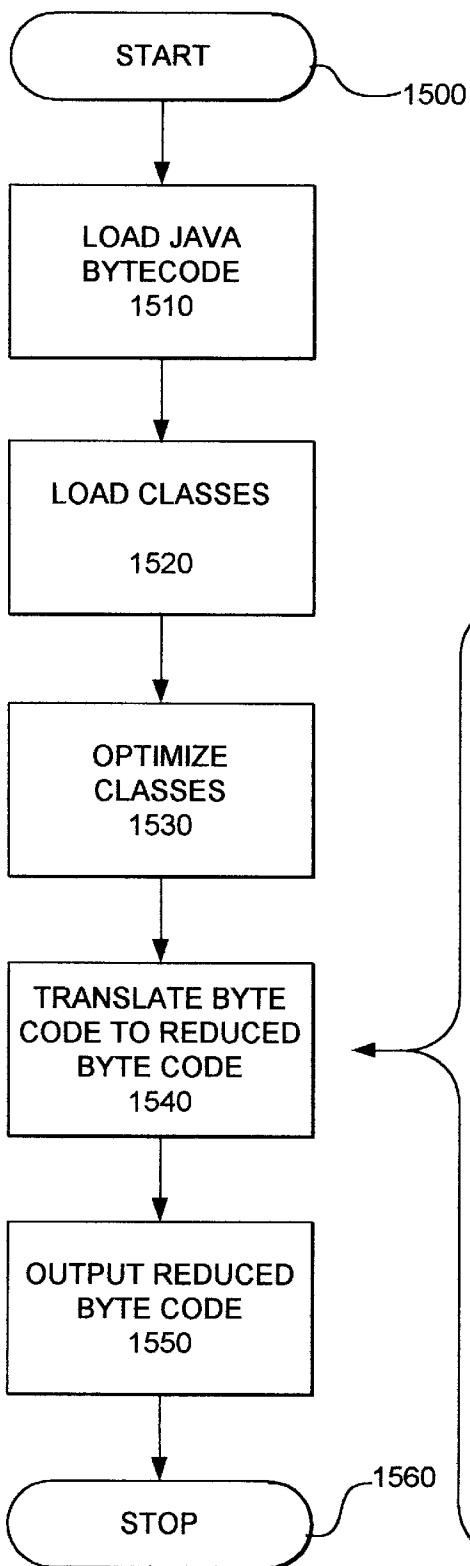 START
1500
LOAD JAVA
BYTECODE
1510
LOAD CLASSES
1520
OPTIMIZE
CLASSES
1530
TRANSLATE BYTE
CODE TO REDUCED
BYTE CODE
1540
OUTPUT REDUCED
BYTE CODE
1550
1560
STOP